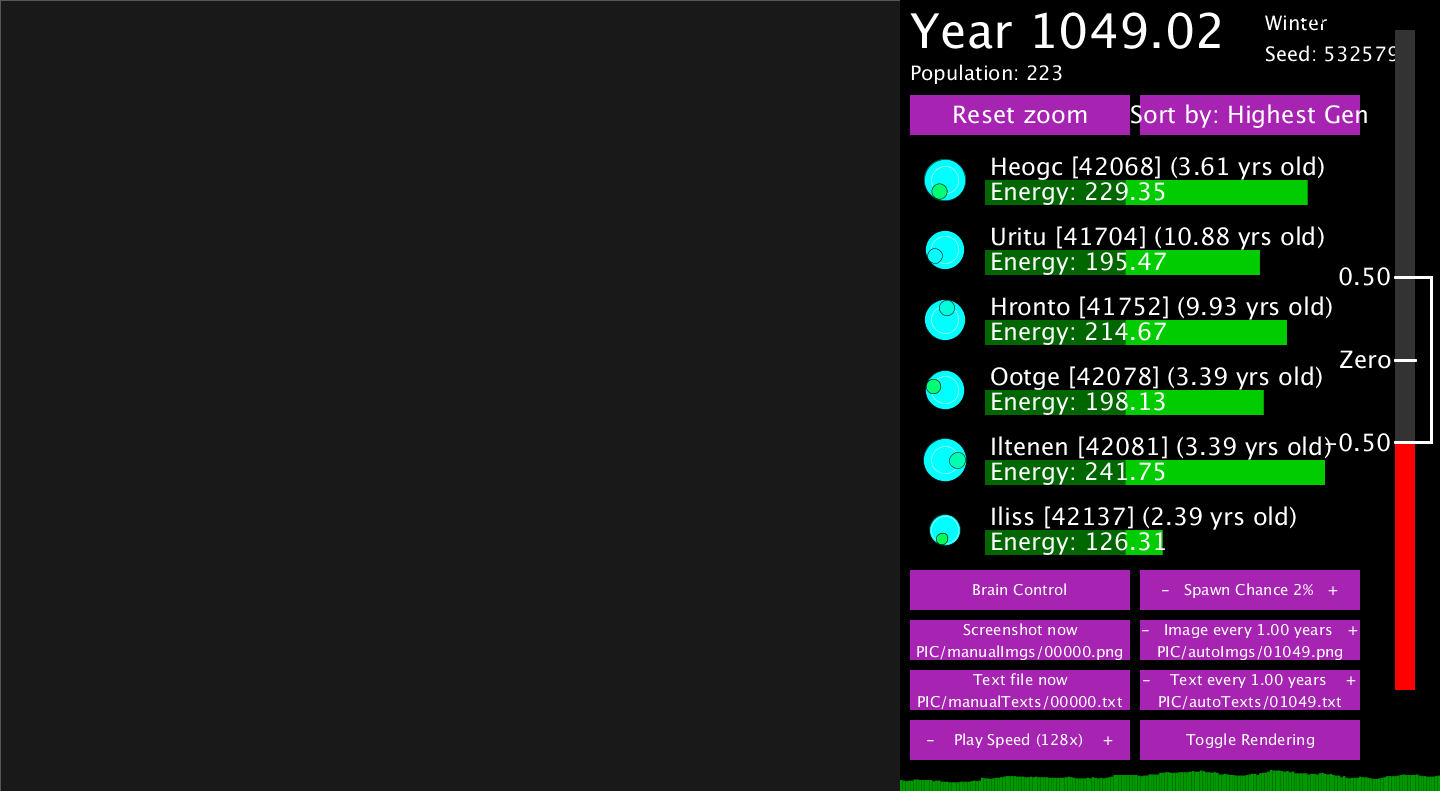 Year 1049.02
Winter
Seed: 532579
Population: 223
Reset zoom
Sort by: Highest Gen
Heogc [42068] (3.61 yrs old)
Energy: 229.35
Uritu [41704] (10.88 yrs old)
Energy: 195.47
Hronto [41752] (9.93 yrs old)
Energy: 214.67
Ootge [42078] (3.39 yrs old)
Energy: 198.13
Iltenen [42081] (3.39 yrs old)
Energy: 241.75
Iliss [42137] (2.39 yrs old)
Energy: 126.31
0.50
Zero
-0.50
Brain Control
- Spawn Chance 2% +
Screenshot now
PIC/manualImgs/00000.png
- Image every 1.00 years +
PIC/autoImgs/01049.png
Text file now
PIC/manualTexts/00000.txt
- Text every 1.00 years +
PIC/autoTexts/01049.txt
- Play Speed (128x) +
Toggle Rendering